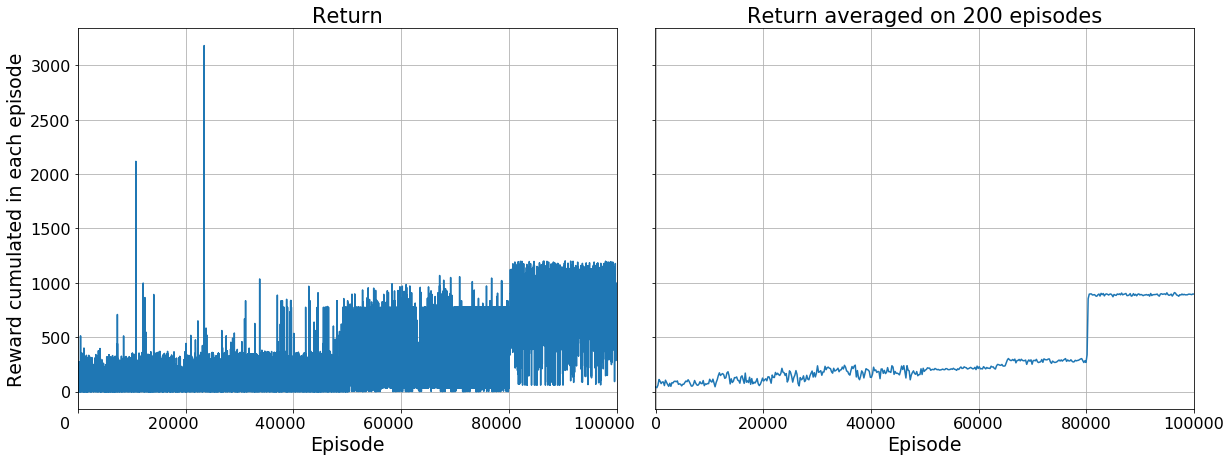 Return
Return averaged on 200 episodes
Reward cumulated in each episode
3000
2500
2000
1500
1000
500
0
0 20000 40000 60000 80000 100000
0 20000 40000 60000 80000 100000
Episode
Episode